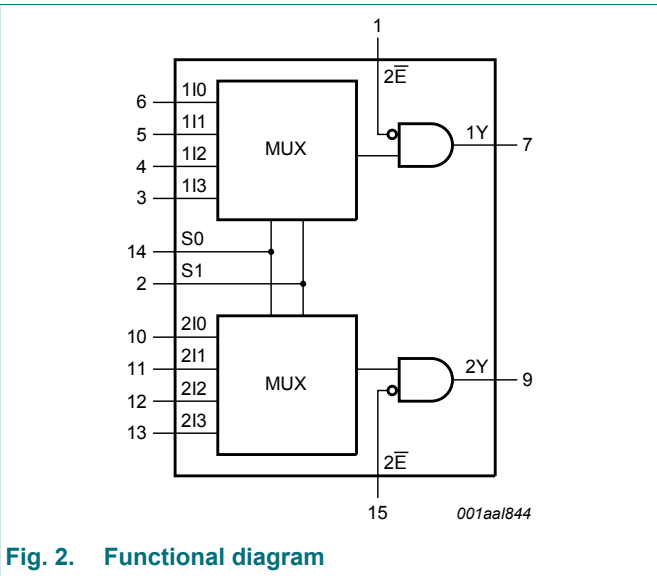 1
2E̅
6 1I0
5 1I1
4 1I2
3 1I3
MUX
1Y 7
14 S0
2 S1
10 2I0
11 2I1
12 2I2
13 2I3
MUX
2Y 9
2E̅
15
001aal844
Fig. 2. Functional diagram